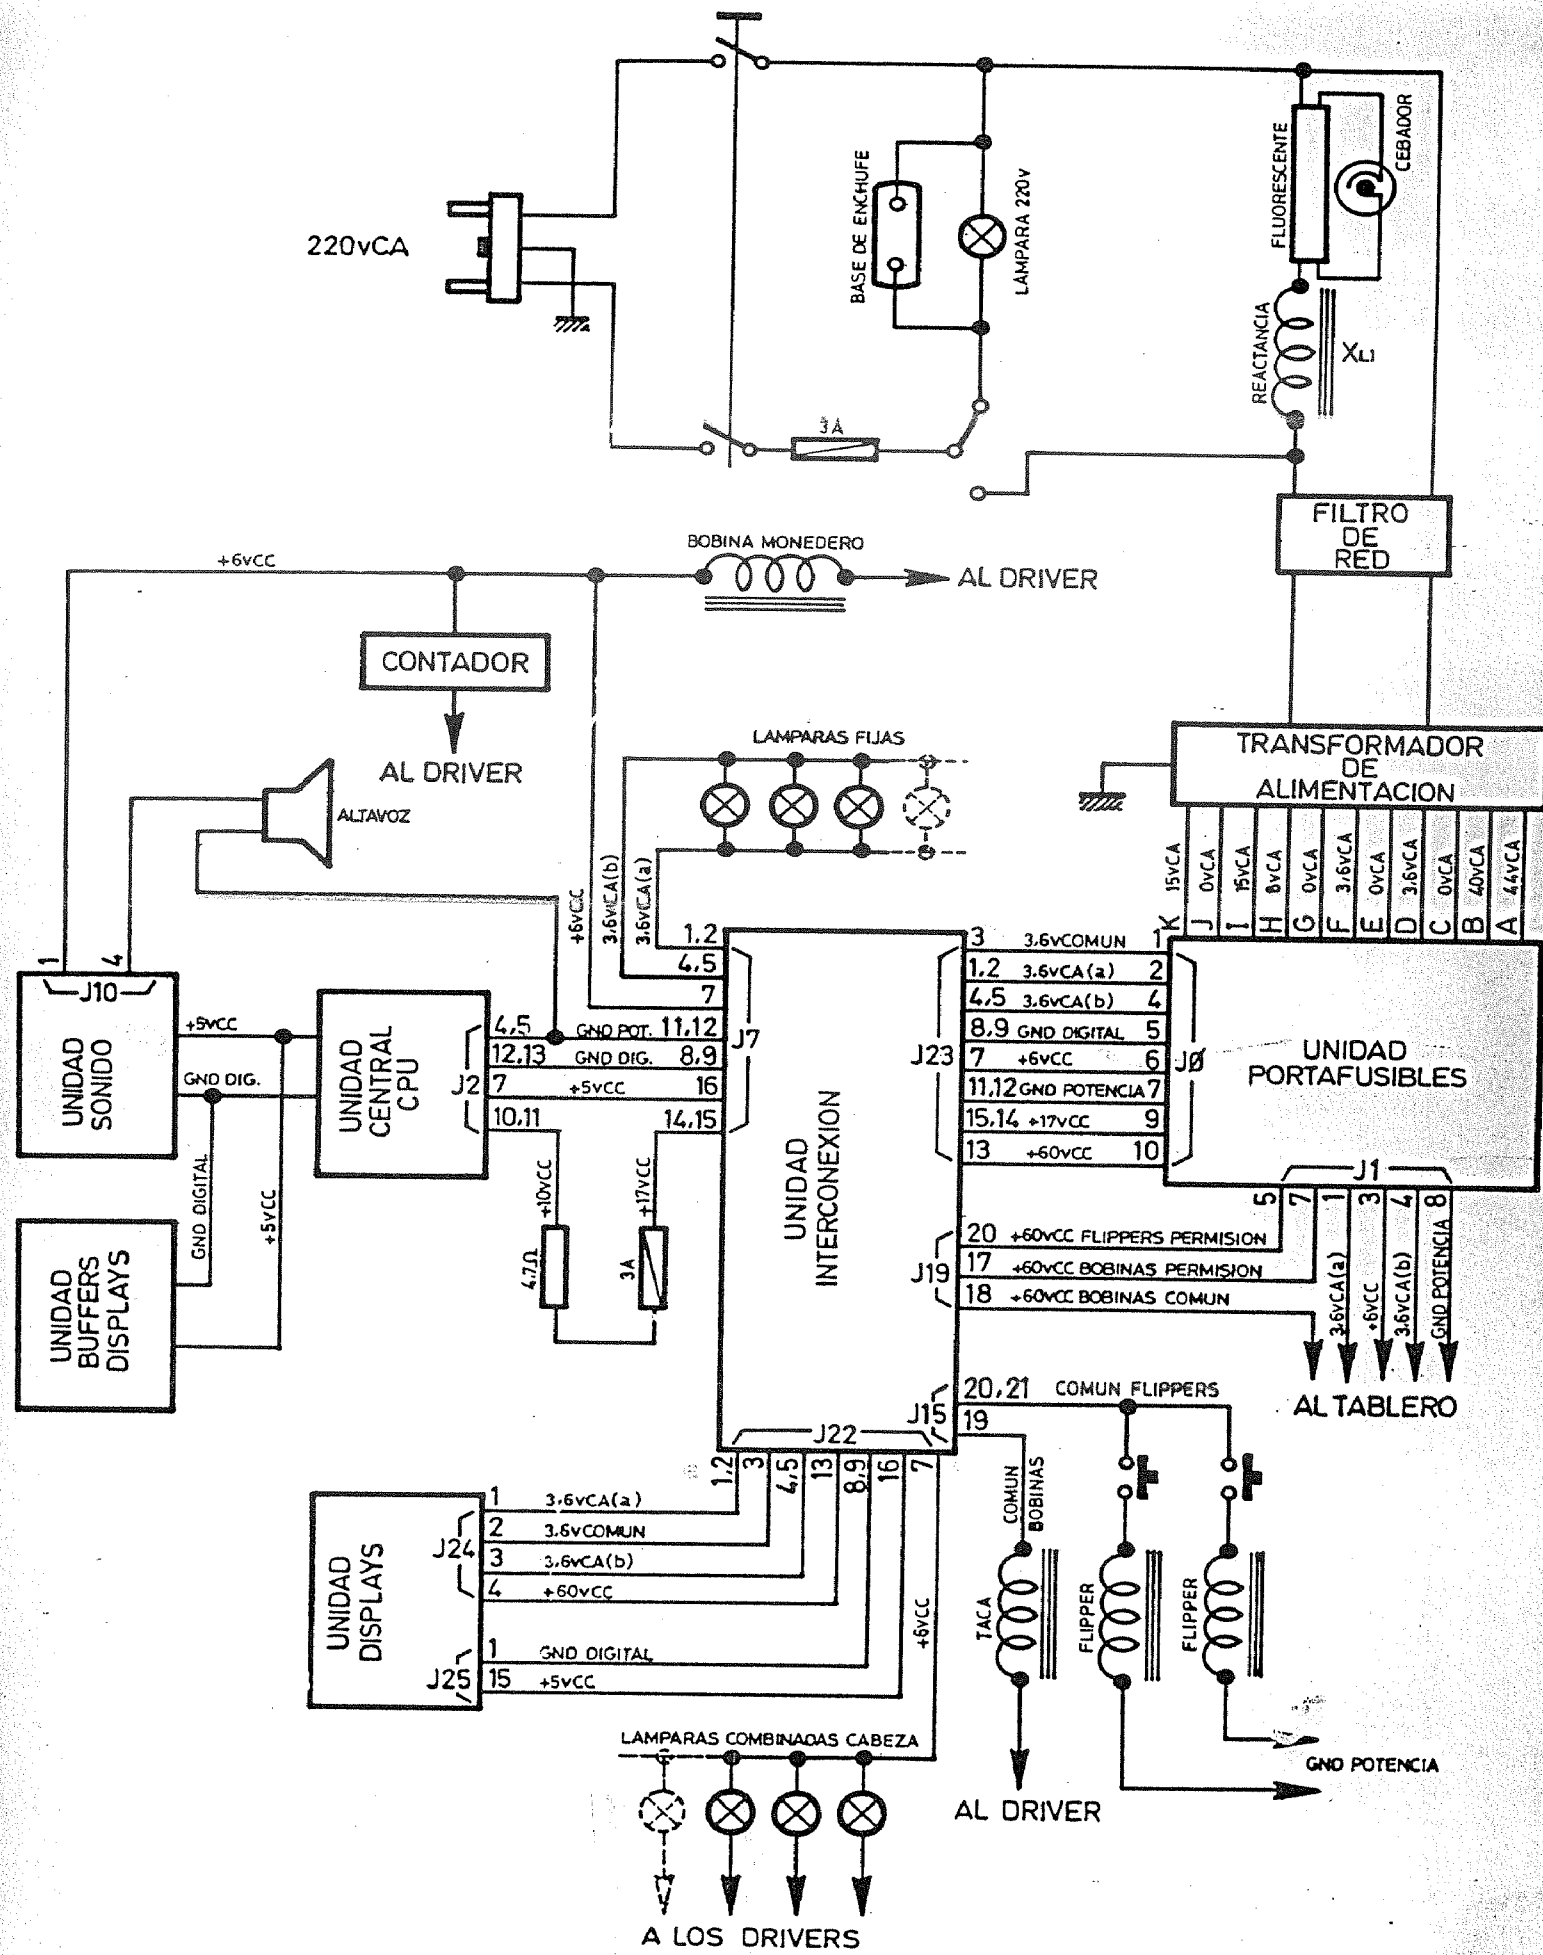 220vCA
BASE DE ENCHUFE
LAMPARA 220v
FLUORESCENTE
CEBADOR
REACTANCIA
XL1
3A
FILTRO
DE
RED
+6vCC
BOBINA MONEDERO
AL DRIVER
CONTADOR
AL DRIVER
ALTAVOZ
LAMPARAS FIJAS
TRANSFORMADOR
DE
ALIMENTACION
15vCA
0vCA
15vCA
8vCA
0vCA
3.6vCA
0vCA
3.6vCA
0vCA
40vCA
44vCA
K
J
I
H
G
F
E
D
C
B
A
+6vCC
3.6vCA(b)
3.6vCA(a)
1
4
J10
UNIDAD
SONIDO
+5VCC
GND DIG.
UNIDAD
CENTRAL
CPU
J2
4,5
12,13
7
10,11
GND POT.
GND DIG.
+5vCC
1,2
4,5
7
11,12
8,9
16
14,15
J7
UNIDAD
INTERCONEXION
J23
3 3.6vCOMUN 1
1,2 3.6vCA(a) 2
4,5 3.6vCA(b) 4
8,9 GND DIGITAL 5
7 +6vCC 6
11,12 GND POTENCIA 7
15,14 +17vCC 9
13 +60vCC 10
JØ
UNIDAD
PORTAFUSIBLES
J1
5
7
1
3
4
8
GND DIGITAL
+5vCC
UNIDAD
BUFFERS
DISPLAYS
+10vCC
4.7Ω
+17vCC
3A
J19
20 +60vCC FLIPPERS PERMISION
17 +60vCC BOBINAS PERMISION
18 +60vCC BOBINAS COMUN
3.6vCA(a)
+6vCC
3.6vCA(b)
GND POTENCIA
AL TABLERO
J15
20,21 COMUN FLIPPERS
19
COMUN
BOBINAS
J22
1,2
3
4,5
13
8,9
16
7
UNIDAD
DISPLAYS
J24
1 3.6vCA(a)
2 3.6vCOMUN
3 3.6vCA(b)
4 +60vCC
J25
1 GND DIGITAL
15 +5vCC
+6vCC
TACA
FLIPPER
FLIPPER
LAMPARAS COMBINADAS CABEZA
GND POTENCIA
AL DRIVER
A LOS DRIVERS